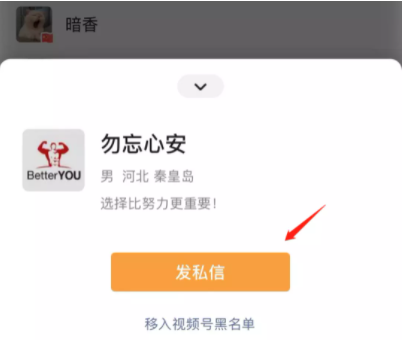 暗香
勿忘心安
BetterYOU
男 河北 秦皇岛
选择比努力更重要!
发私信
移入视频号黑名单